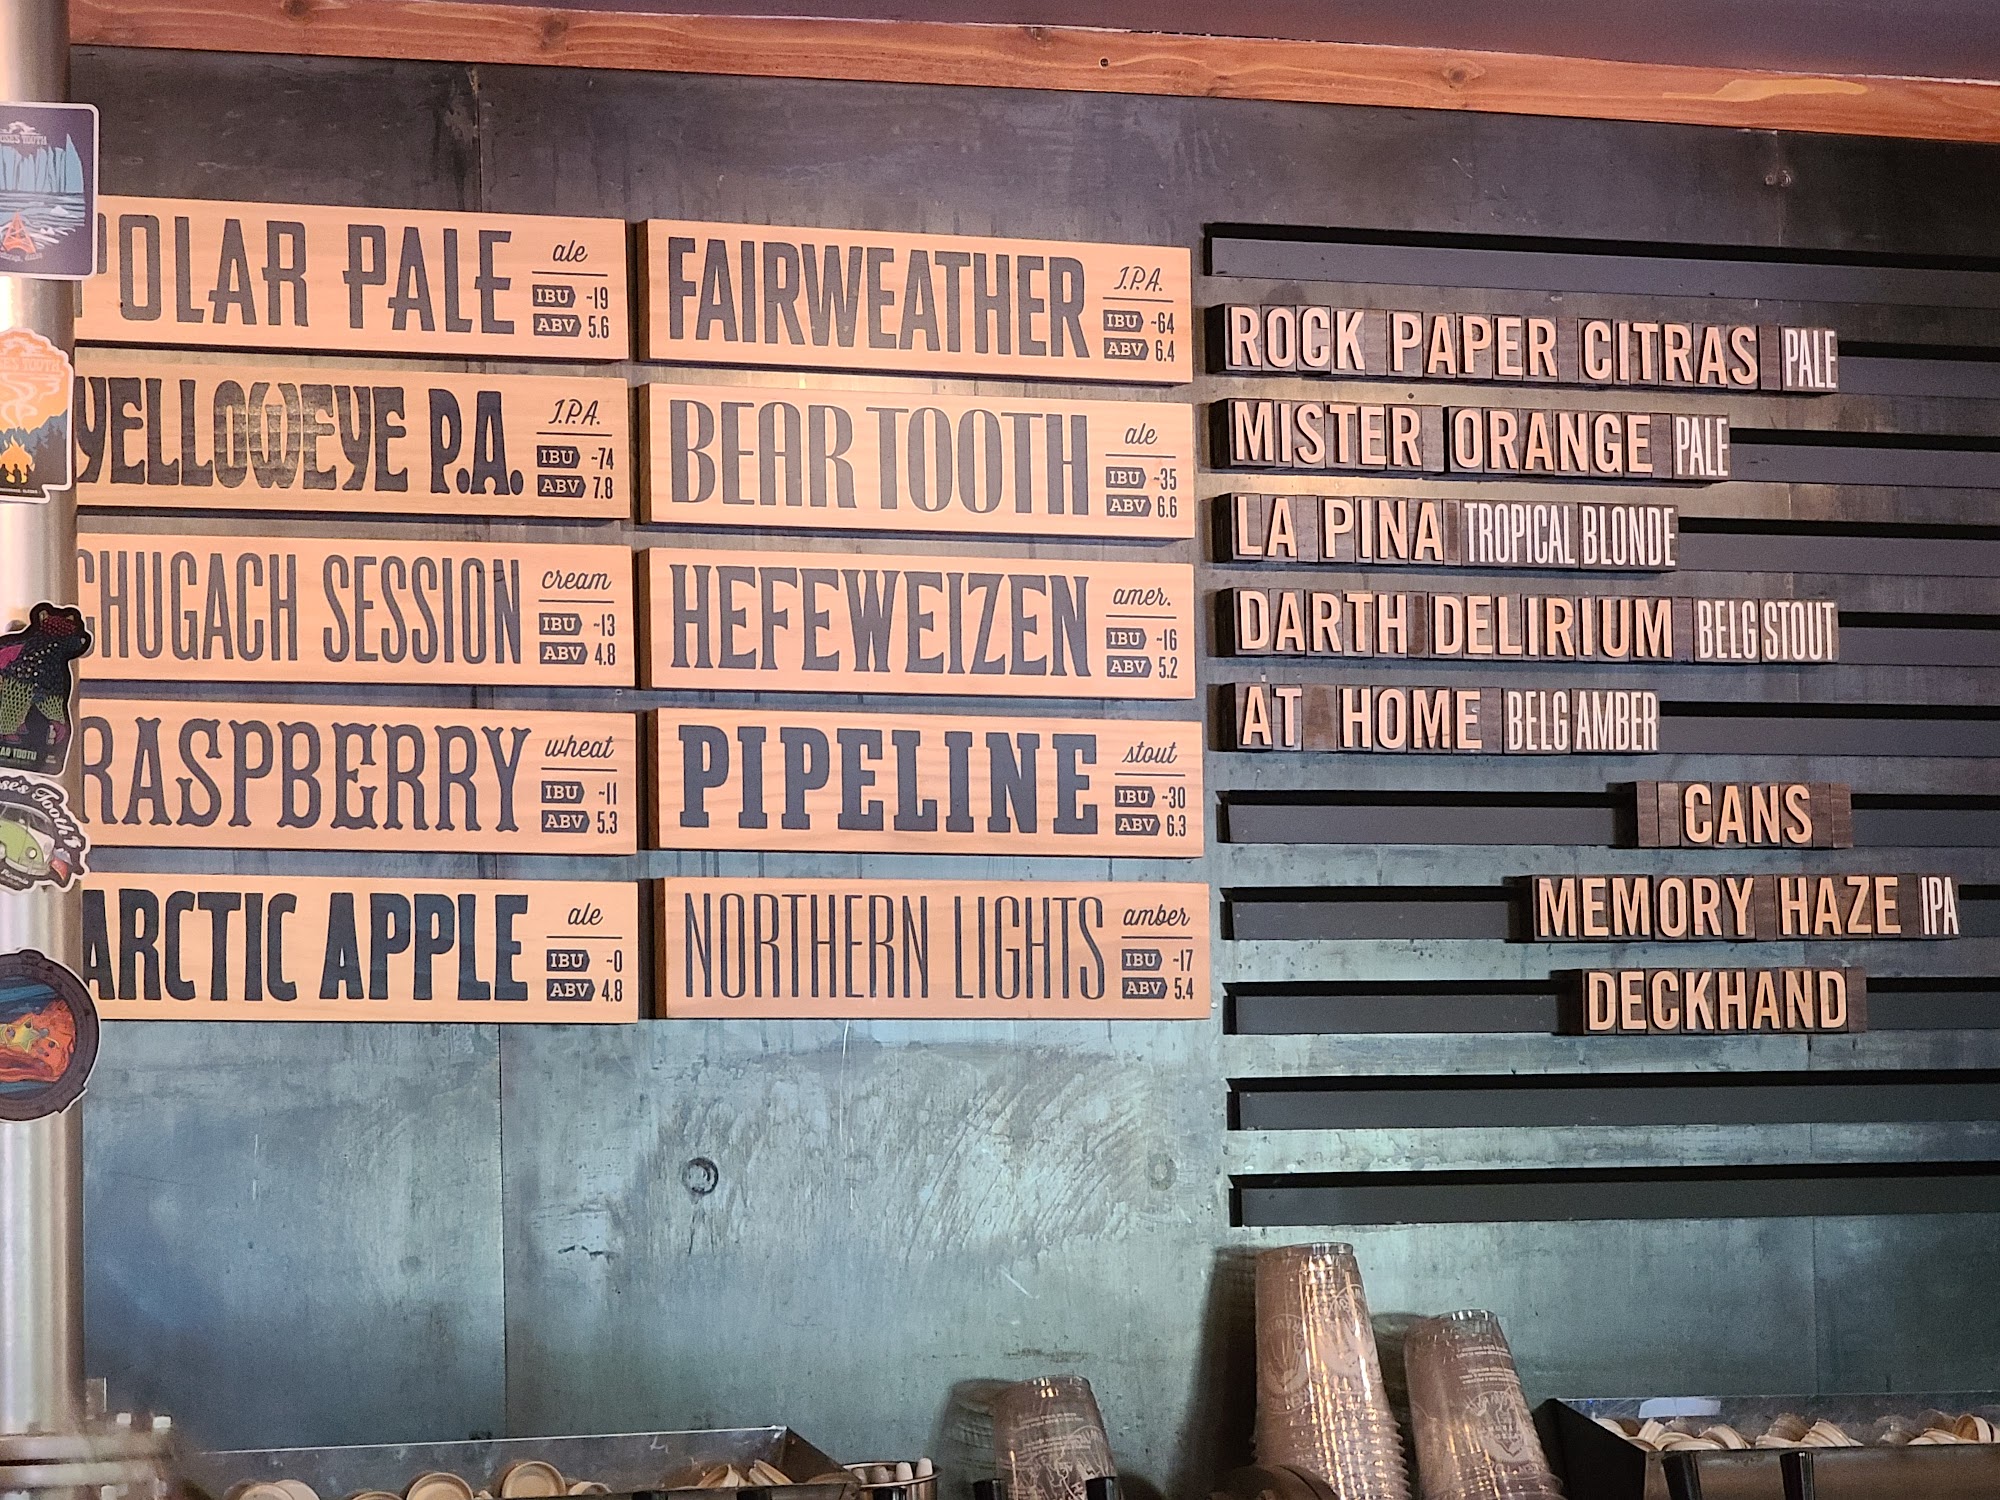 POLAR PALE ale
IBU ~19
ABV 5.6
YELLOWEYE P.A. I.P.A.
IBU ~74
ABV 7.8
CHUGACH SESSION cream
IBU ~13
ABV 4.8
RASPBERRY wheat
IBU ~11
ABV 5.3
ARCTIC APPLE ale
IBU ~0
ABV 4.8
FAIRWEATHER I.P.A.
IBU ~64
ABV 6.4
BEAR TOOTH ale
IBU ~35
ABV 6.6
HEFEWEIZEN amer.
IBU ~16
ABV 5.2
PIPELINE stout
IBU ~30
ABV 6.3
NORTHERN LIGHTS amber
IBU ~17
ABV 5.4
ROCK PAPER CITRAS PALE
MISTER ORANGE PALE
LA PINA TROPICAL BLONDE
DARTH DELIRIUM BELG STOUT
AT HOME BELG AMBER
CANS
MEMORY HAZE IPA
DECKHAND